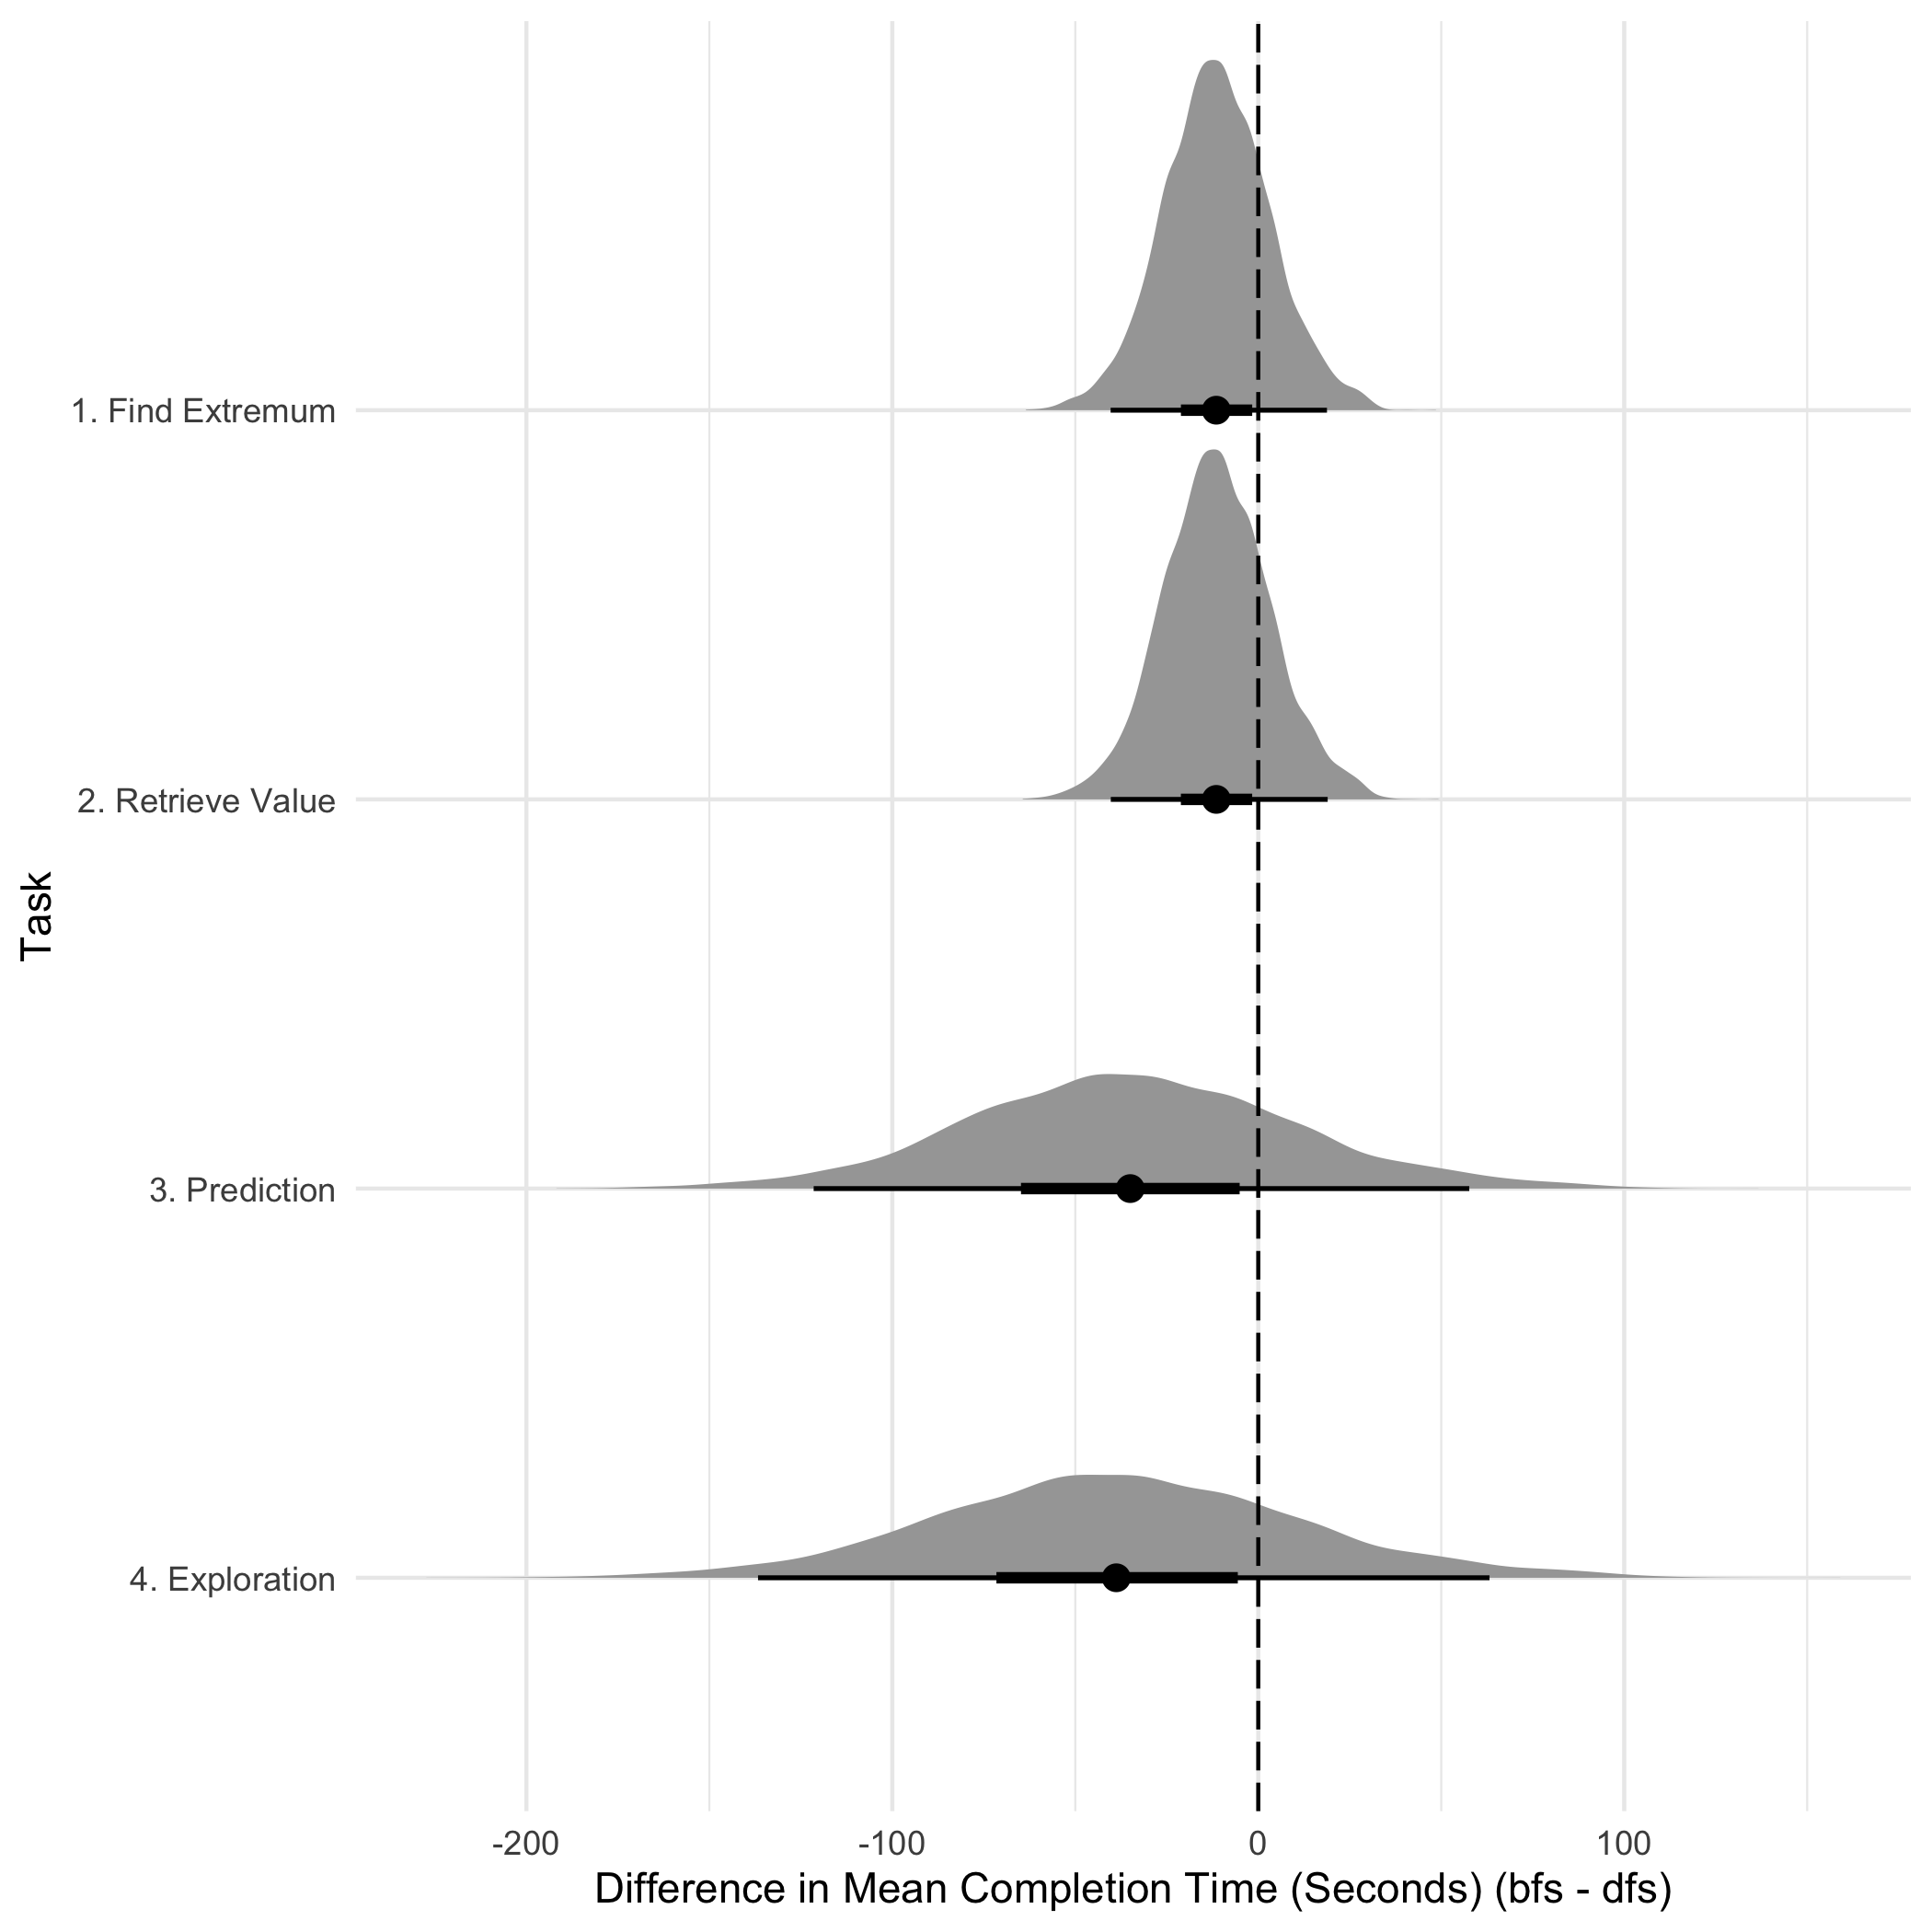 1. Find Extremum
2. Retrieve Value
Task
3. Prediction
4. Exploration
-200 -100 0 100
Difference in Mean Completion Time (Seconds) (bfs - dfs)